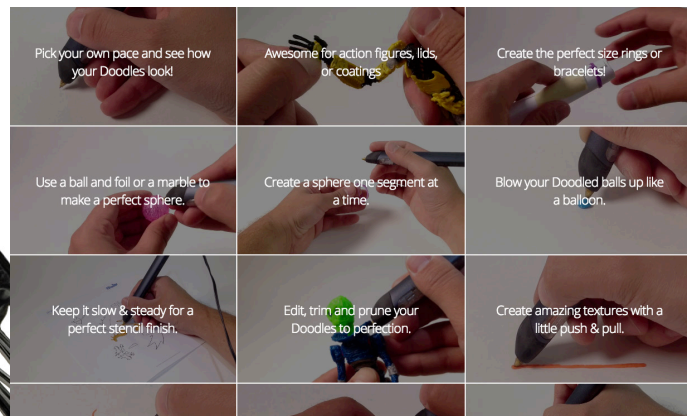 Pick your own pace and see how
your Doodles look!
Awesome for action figures, lids,
or coatings
Create the perfect size rings or
bracelets!
Use a ball and foil or a marble to
make a perfect sphere.
Create a sphere one segment at
a time.
Blow your Doodled balls up like
a balloon.
Keep it slow & steady for a
perfect stencil finish.
Edit, trim and prune your
Doodles to perfection.
Create amazing textures with a
little push & pull.